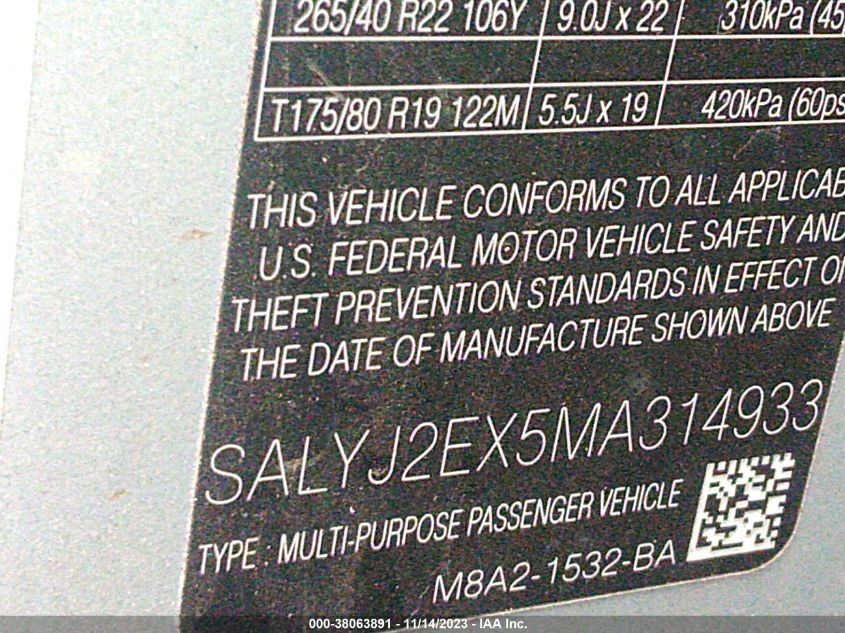 265/40 R22 106Y 9.0J x 22 310kPa (45
T175/80 R19 122M 5.5J x 19 420kPa (60ps
THIS VEHICLE CONFORMS TO ALL APPLICAB
U.S. FEDERAL MOTOR VEHICLE SAFETY AND
THEFT PREVENTION STANDARDS IN EFFECT ON
THE DATE OF MANUFACTURE SHOWN ABOVE
SALYJ2EX5MA314933
TYPE : MULTI-PURPOSE PASSENGER VEHICLE
M8A2-1532-BA
000-38063891 - 11/14/2023 - IAA Inc.